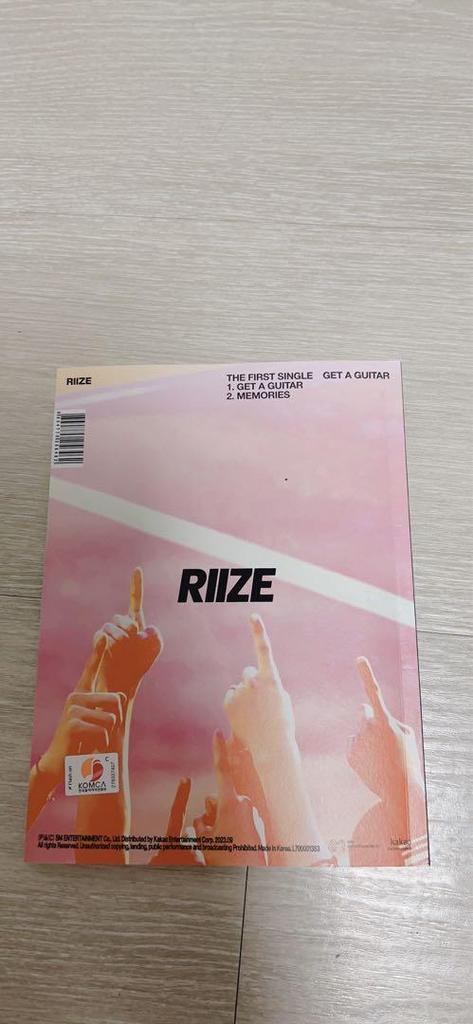 RIIZE
THE FIRST SINGLE GET A GUITAR
1. GET A GUITAR
2. MEMORIES
RIIZE
KOMCA
(P)&(C) SM ENTERTAINMENT Co., Ltd. Distributed by Kakao Entertainment Corp. 2023.09
All rights Reserved. Unauthorized copying, lending, public performance and broadcasting Prohibited. Made in Korea.
kakao